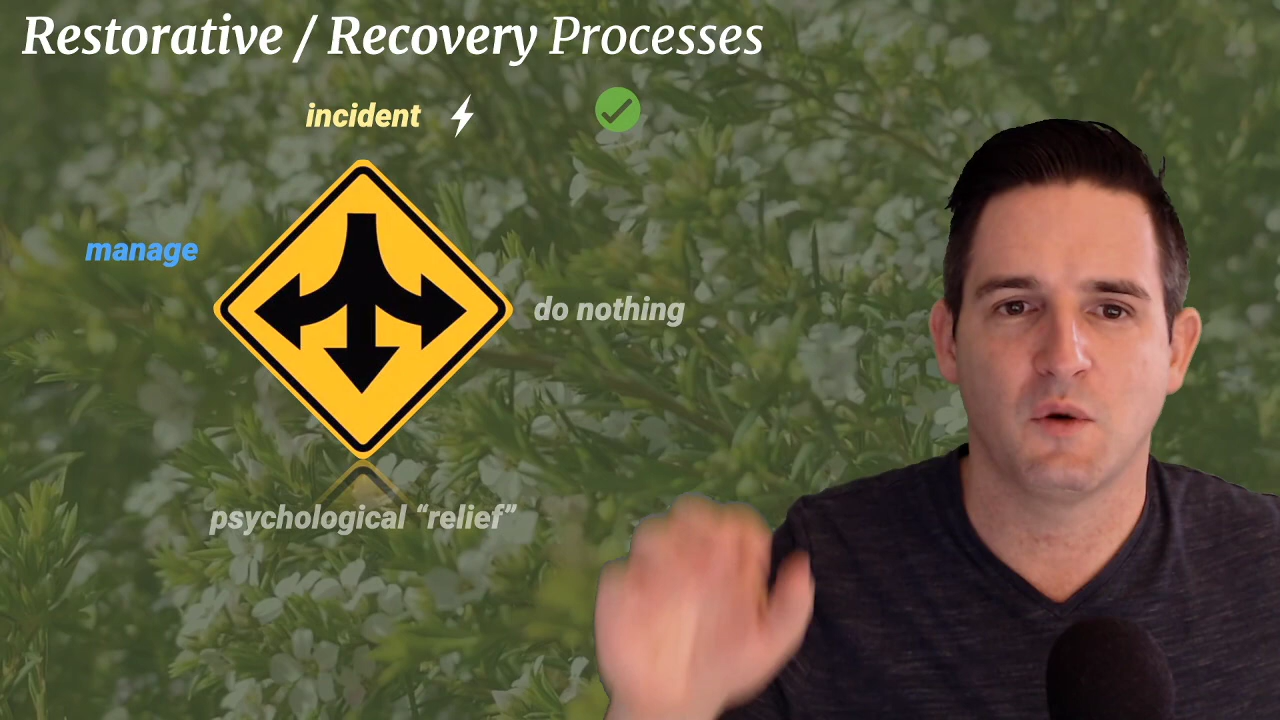 Restorative / Recovery Processes
incident
manage
do nothing
psychological “relief”